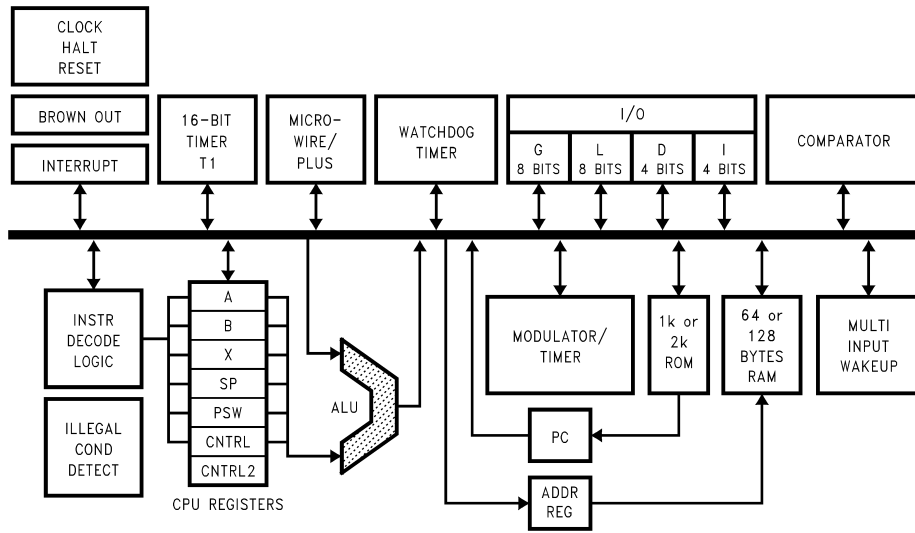 CLOCK
HALT
RESET
BROWN OUT
INTERRUPT
16-BIT
TIMER
T1
MICRO-
WIRE/
PLUS
WATCHDOG
TIMER
I/O
G
8 BITS
L
8 BITS
D
4 BITS
I
4 BITS
COMPARATOR
INSTR
DECODE
LOGIC
ILLEGAL
COND
DETECT
A
B
X
SP
PSW
CNTRL
CNTRL2
CPU REGISTERS
ALU
MODULATOR/
TIMER
1k or
2k
ROM
64 or
128
BYTES
RAM
MULTI
INPUT
WAKEUP
PC
ADDR
REG